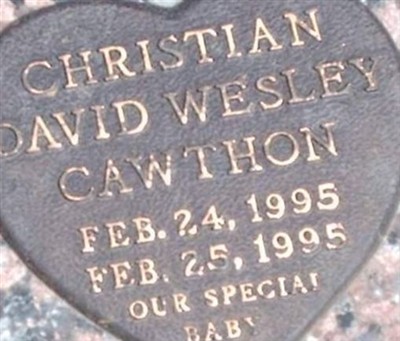 CHRISTIAN
DAVID WESLEY
CAWTHON
FEB. 24, 1995
FEB. 25, 1995
OUR SPECIAL
BABY